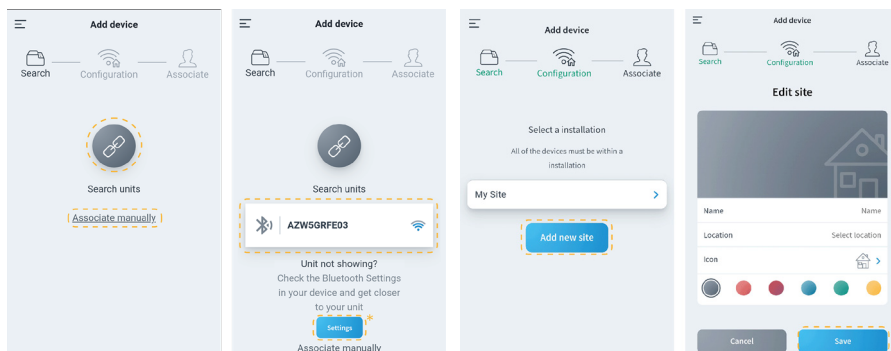 Add device
Search
Configuration
Associate
Search units
Associate manually
Add device
Search
Configuration
Associate
Search units
AZW5GRFE03
Unit not showing?
Check the Bluetooth Settings
in your device and get closer
to your unit
Settings
*
Associate manually
Add device
Search
Configuration
Associate
Select a installation
All of the devices must be within a
installation
My Site
Add new site
Add device
Search
Configuration
Associate
Edit site
Name Name
Location Select location
Icon
Cancel Save